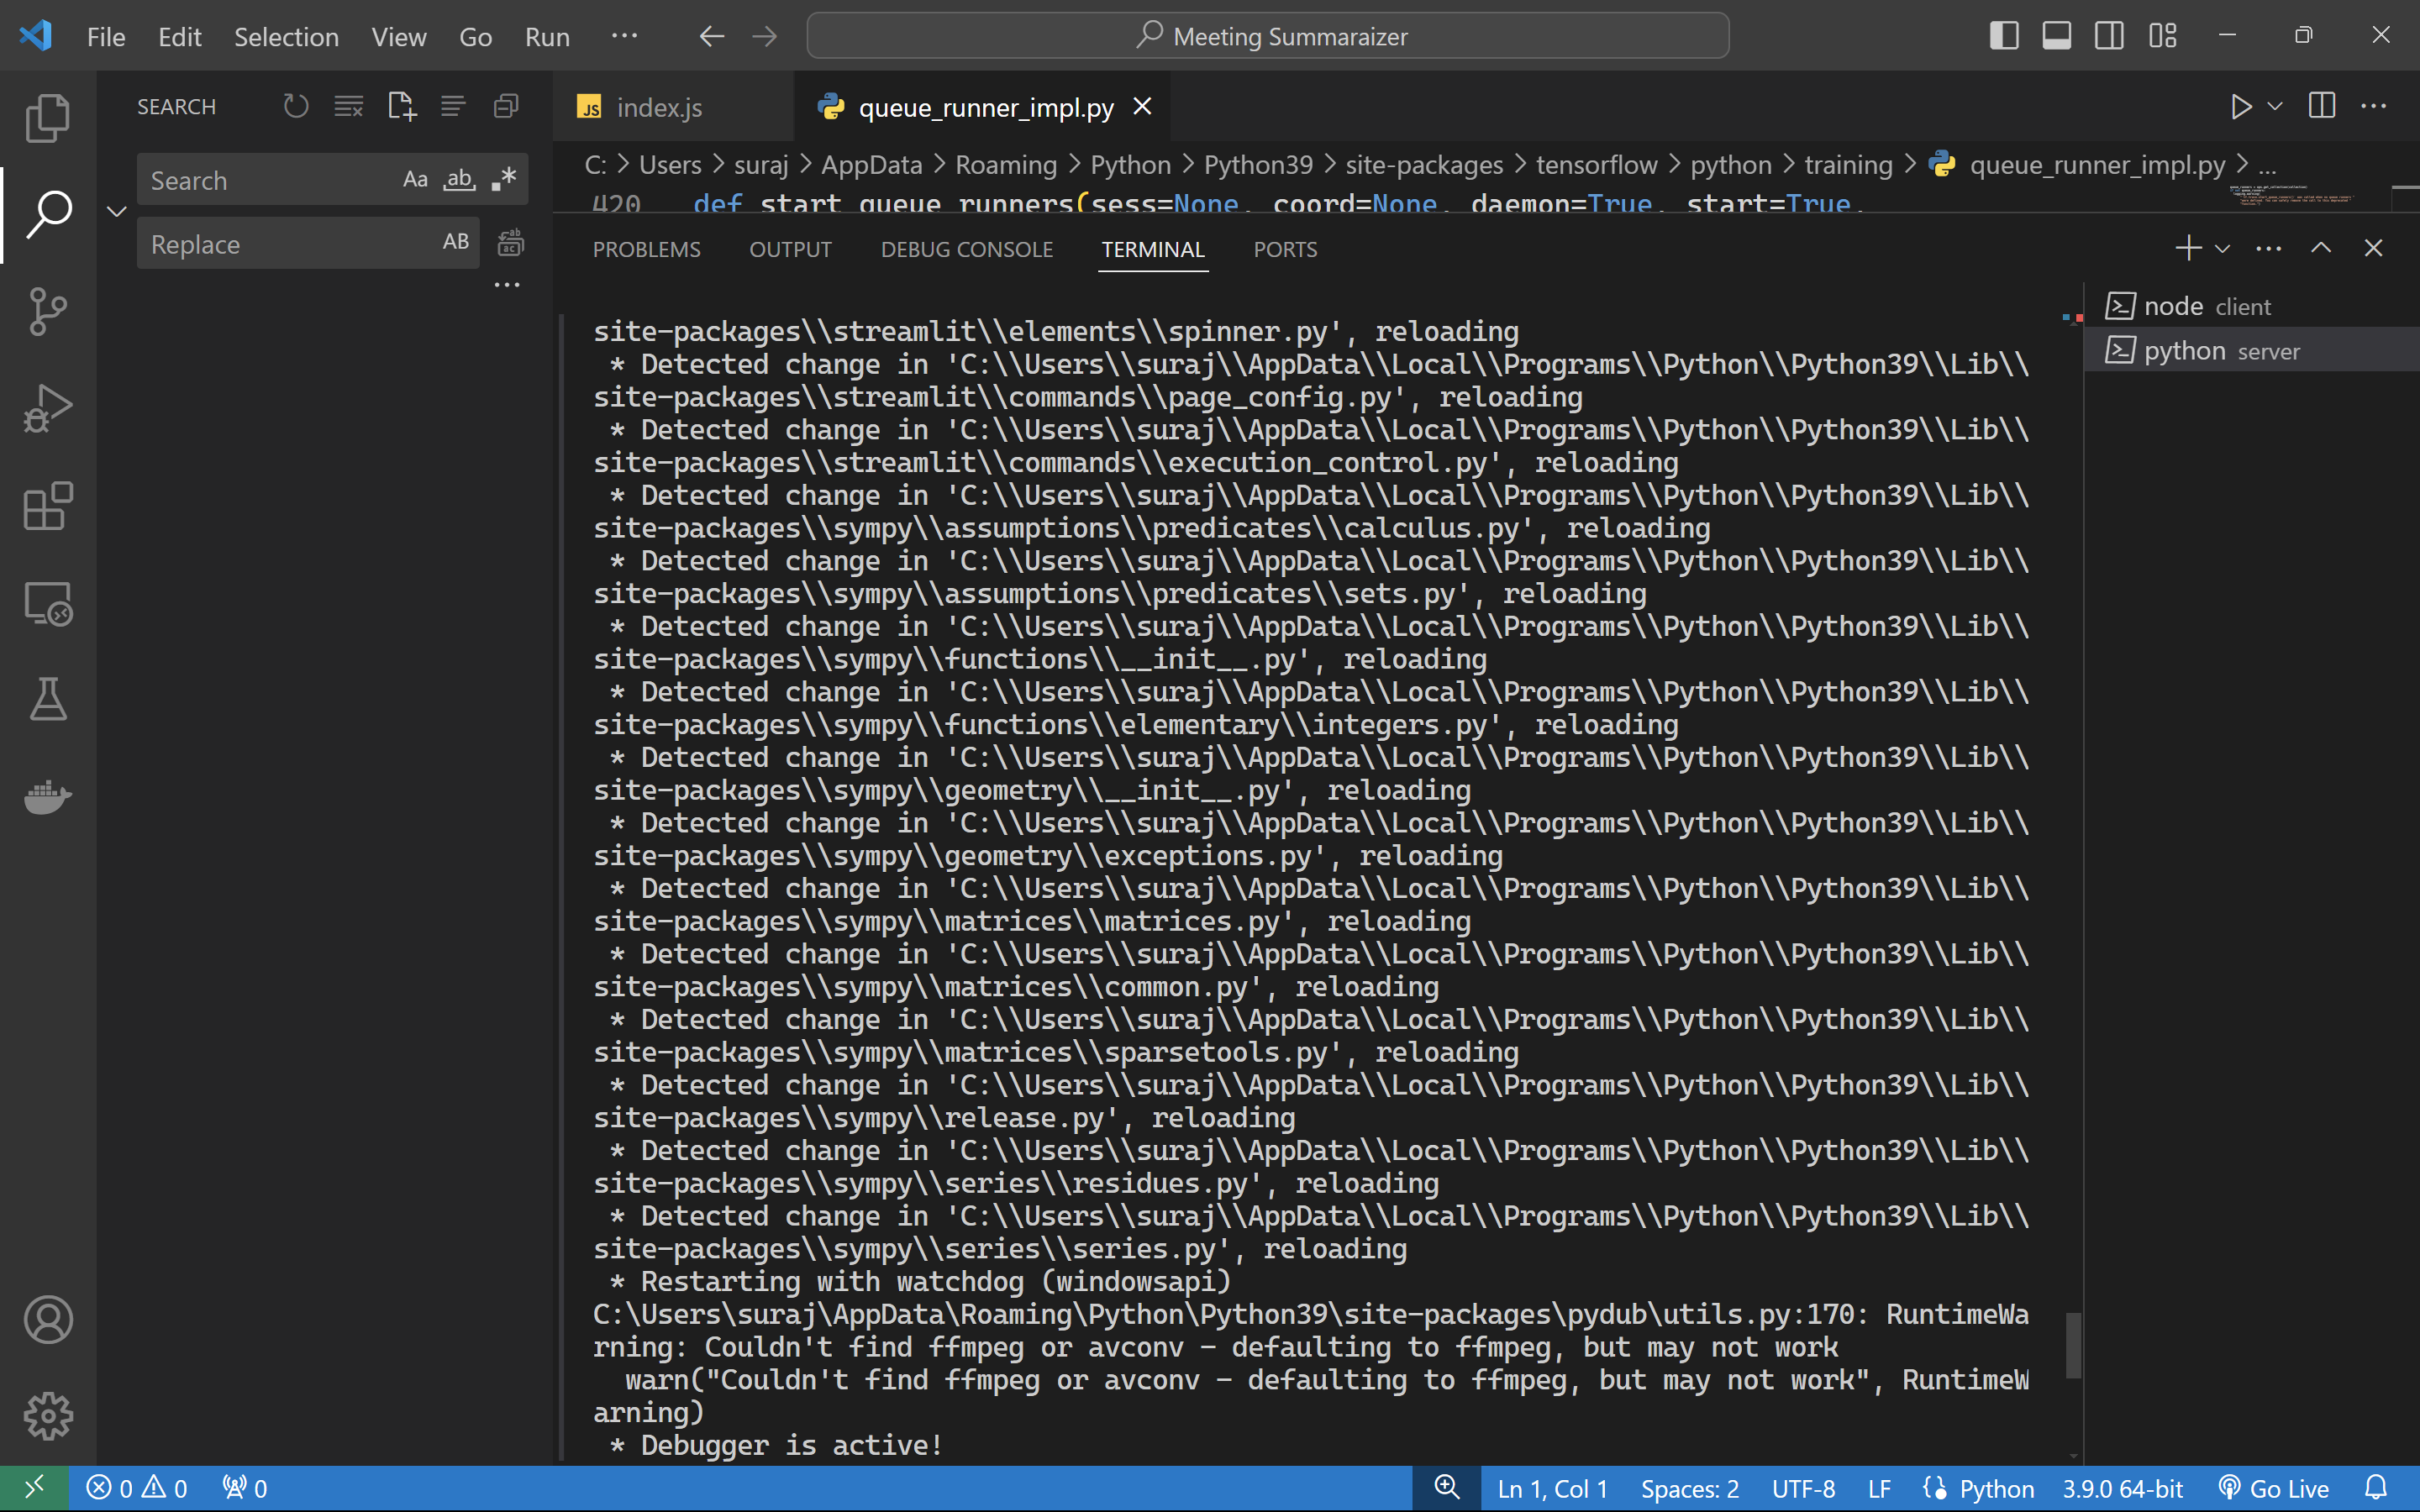 File Edit Selection View Go Run ··· Meeting Summaraizer
SEARCH
Search Aa ab
Replace AB
JS index.js queue_runner_impl.py
C: > Users > suraj > AppData > Roaming > Python > Python39 > site-packages > tensorflow > python > training > queue_runner_impl.py > ...
420 def start_queue_runners(sess=None, coord=None, daemon=True, start=True,
PROBLEMS OUTPUT DEBUG CONSOLE TERMINAL PORTS
node client
python server
site-packages\\streamlit\\elements\\spinner.py', reloading
 * Detected change in 'C:\\Users\\suraj\\AppData\\Local\\Programs\\Python\\Python39\\Lib\\
site-packages\\streamlit\\commands\\page_config.py', reloading
 * Detected change in 'C:\\Users\\suraj\\AppData\\Local\\Programs\\Python\\Python39\\Lib\\
site-packages\\streamlit\\commands\\execution_control.py', reloading
 * Detected change in 'C:\\Users\\suraj\\AppData\\Local\\Programs\\Python\\Python39\\Lib\\
site-packages\\sympy\\assumptions\\predicates\\calculus.py', reloading
 * Detected change in 'C:\\Users\\suraj\\AppData\\Local\\Programs\\Python\\Python39\\Lib\\
site-packages\\sympy\\assumptions\\predicates\\sets.py', reloading
 * Detected change in 'C:\\Users\\suraj\\AppData\\Local\\Programs\\Python\\Python39\\Lib\\
site-packages\\sympy\\functions\\__init__.py', reloading
 * Detected change in 'C:\\Users\\suraj\\AppData\\Local\\Programs\\Python\\Python39\\Lib\\
site-packages\\sympy\\functions\\elementary\\integers.py', reloading
 * Detected change in 'C:\\Users\\suraj\\AppData\\Local\\Programs\\Python\\Python39\\Lib\\
site-packages\\sympy\\geometry\\__init__.py', reloading
 * Detected change in 'C:\\Users\\suraj\\AppData\\Local\\Programs\\Python\\Python39\\Lib\\
site-packages\\sympy\\geometry\\exceptions.py', reloading
 * Detected change in 'C:\\Users\\suraj\\AppData\\Local\\Programs\\Python\\Python39\\Lib\\
site-packages\\sympy\\matrices\\matrices.py', reloading
 * Detected change in 'C:\\Users\\suraj\\AppData\\Local\\Programs\\Python\\Python39\\Lib\\
site-packages\\sympy\\matrices\\common.py', reloading
 * Detected change in 'C:\\Users\\suraj\\AppData\\Local\\Programs\\Python\\Python39\\Lib\\
site-packages\\sympy\\matrices\\sparsetools.py', reloading
 * Detected change in 'C:\\Users\\suraj\\AppData\\Local\\Programs\\Python\\Python39\\Lib\\
site-packages\\sympy\\release.py', reloading
 * Detected change in 'C:\\Users\\suraj\\AppData\\Local\\Programs\\Python\\Python39\\Lib\\
site-packages\\sympy\\series\\residues.py', reloading
 * Detected change in 'C:\\Users\\suraj\\AppData\\Local\\Programs\\Python\\Python39\\Lib\\
site-packages\\sympy\\series\\series.py', reloading
 * Restarting with watchdog (windowsapi)
C:\Users\suraj\AppData\Roaming\Python\Python39\site-packages\pydub\utils.py:170: RuntimeWa
rning: Couldn't find ffmpeg or avconv - defaulting to ffmpeg, but may not work
  warn("Couldn't find ffmpeg or avconv - defaulting to ffmpeg, but may not work", RuntimeW
arning)
 * Debugger is active!
0 0 0 Ln 1, Col 1 Spaces: 2 UTF-8 LF Python 3.9.0 64-bit Go Live